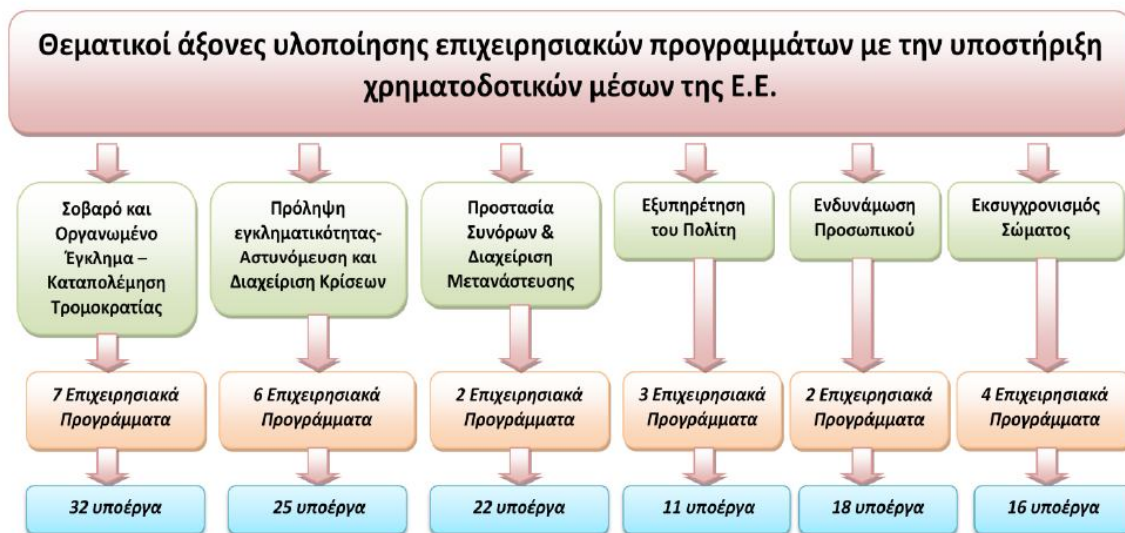 Θεματικοί άξονες υλοποίησης επιχειρησιακών προγραμμάτων με την υποστήριξη
χρηματοδοτικών μέσων της Ε.Ε.
Σοβαρό και
Οργανωμένο
Έγκλημα –
Καταπολέμηση
Τρομοκρατίας
Πρόληψη
εγκληματικότητας-
Αστυνόμευση και
Διαχείριση Κρίσεων
Προστασία
Συνόρων &
Διαχείριση
Μετανάστευσης
Εξυπηρέτηση
του Πολίτη
Ενδυνάμωση
Προσωπικού
Εκσυγχρονισμός
Σώματος
7 Επιχειρησιακά
Προγράμματα
6 Επιχειρησιακά
Προγράμματα
2 Επιχειρησιακά
Προγράμματα
3 Επιχειρησιακά
Προγράμματα
2 Επιχειρησιακά
Προγράμματα
4 Επιχειρησιακά
Προγράμματα
32 υποέργα
25 υποέργα
22 υποέργα
11 υποέργα
18 υποέργα
16 υποέργα